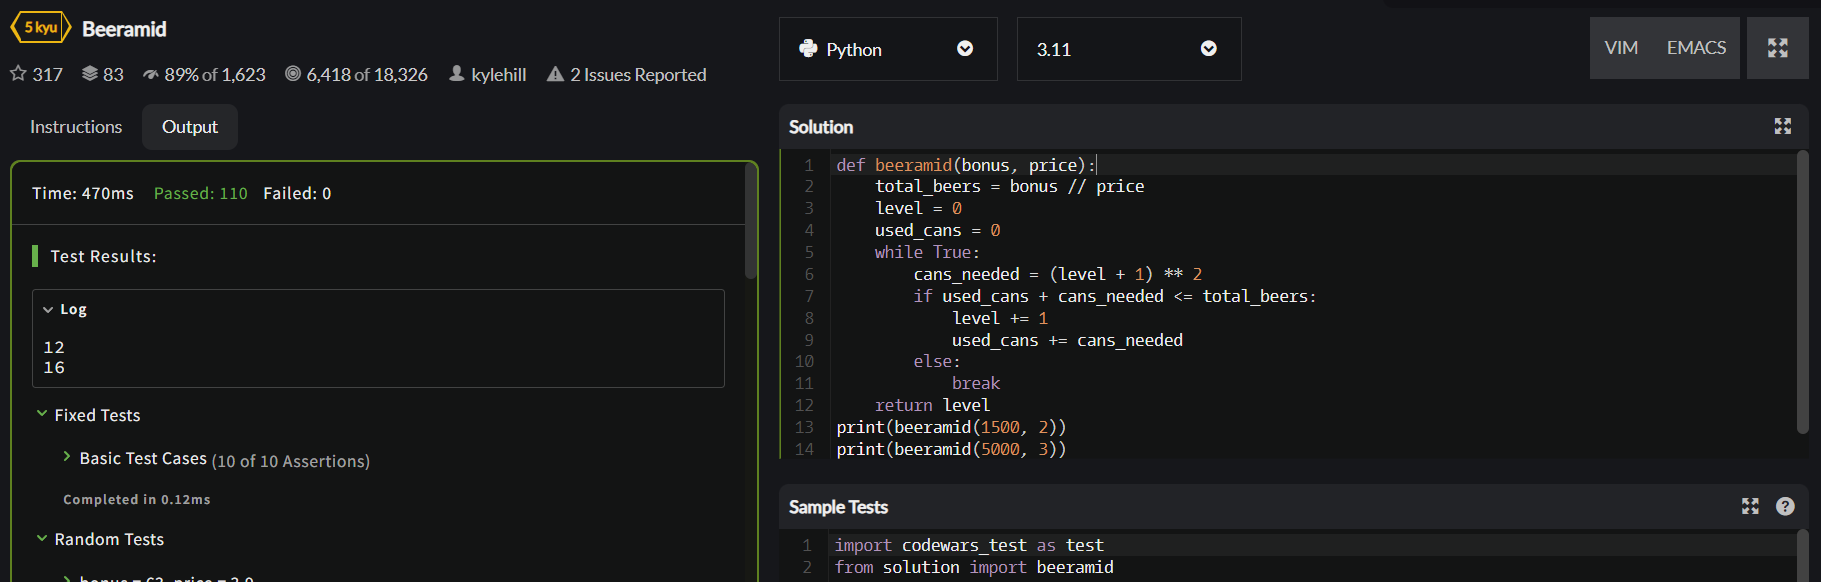 5 kyu Beeramid
317 83 89% of 1,623 6,418 of 18,326 kylehill 2 Issues Reported
Instructions Output
Time: 470ms Passed: 110 Failed: 0
Test Results:
Log
12
16
Fixed Tests
Basic Test Cases (10 of 10 Assertions)
Completed in 0.12ms
Random Tests
Python 3.11 VIM EMACS
Solution
1 def beeramid(bonus, price):
2 total_beers = bonus // price
3 level = 0
4 used_cans = 0
5 while True:
6 cans_needed = (level + 1) ** 2
7 if used_cans + cans_needed <= total_beers:
8 level += 1
9 used_cans += cans_needed
10 else:
11 break
12 return level
13 print(beeramid(1500, 2))
14 print(beeramid(5000, 3))
Sample Tests ?
1 import codewars_test as test
2 from solution import beeramid